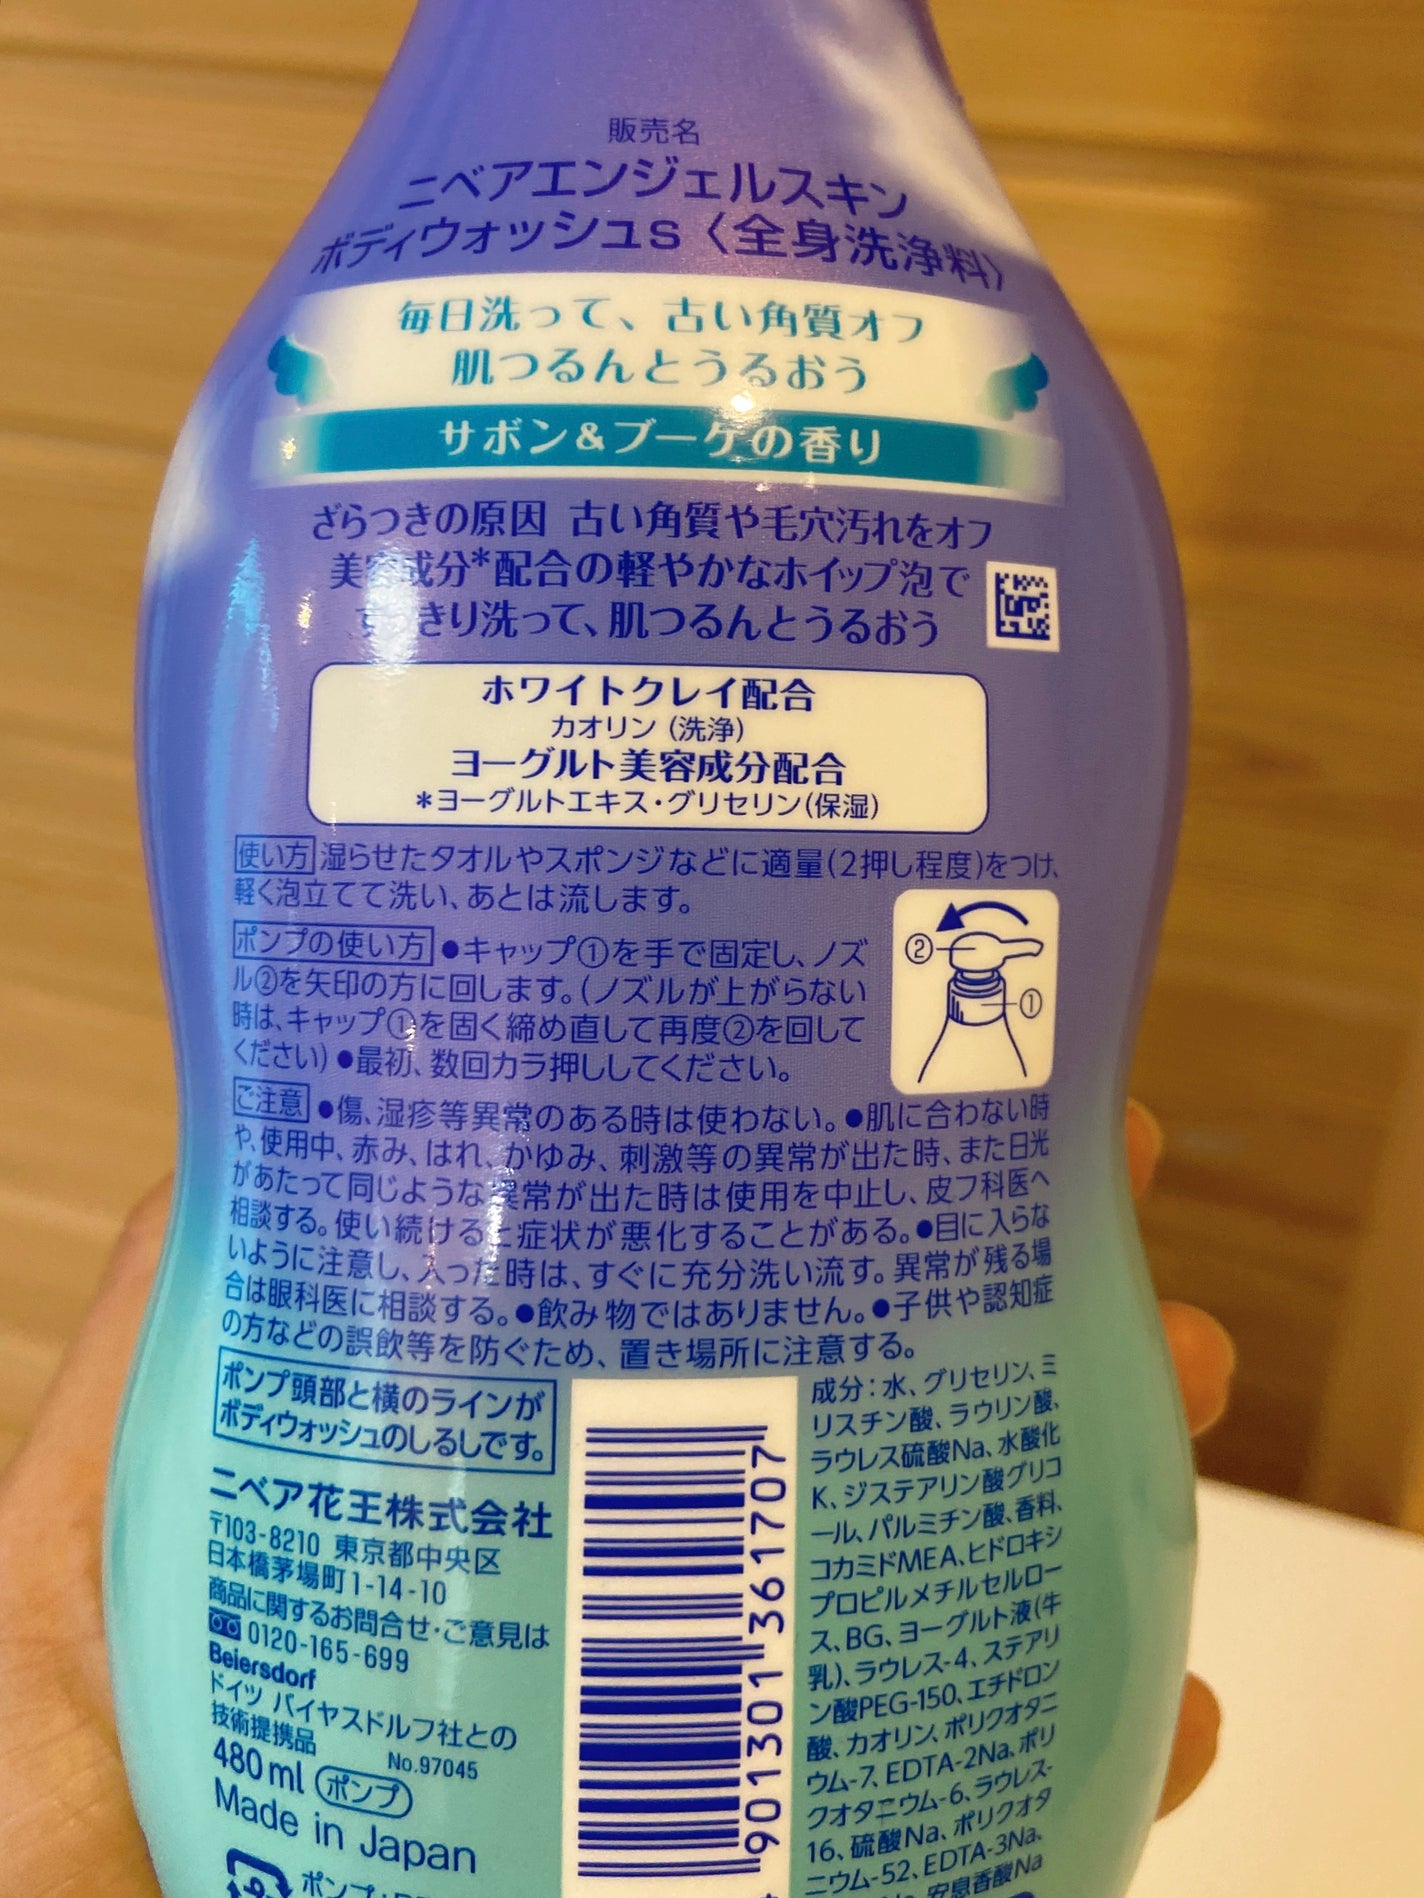 販売名
ニベアエンジェルスキン
ボディウォッシュS〈全身洗浄料〉
毎日洗って、古い角質オフ
肌つるんとうるおう
サボン&ブーケの香り
ざらつきの原因 古い角質や毛穴汚れをオフ
美容成分*配合の軽やかなホイップ泡で
すっきり洗って、肌つるんとうるおう
ホワイトクレイ配合
カオリン(洗浄)
ヨーグルト美容成分配合
*ヨーグルトエキス・グリセリン(保湿)
使い方 湿らせたタオルやスポンジなどに適量(2押し程度)をつけ、
軽く泡立てて洗い、あとは流します。
ポンプの使い方 ●キャップ①を手で固定し、ノズ
ル②を矢印の方に回します。(ノズルが上がらない
時は、キャップ①を固く締め直して再度②を回して
ください) ●最初、数回カラ押ししてください。
②
①
ご注意 ●傷、湿疹等異常のある時は使わない。●肌に合わない時
や、使用中、赤み、はれ、かゆみ、刺激等の異常が出た時、また日光
があたって同じような異常が出た時は使用を中止し、皮フ科医へ
相談する。使い続けると症状が悪化することがある。●目に入らな
いように注意し、入った時は、すぐに充分洗い流す。異常が残る場
合は眼科医に相談する。●飲み物ではありません。●子供や認知症
の方などの誤飲等を防ぐため、置き場所に注意する。
ポンプ頭部と横のラインが
ボディウォッシュのしるしです。
ニベア花王株式会社
〒103-8210 東京都中央区
日本橋茅場町1-14-10
商品に関するお問合せ・ご意見は
0120-165-699
Beiersdorf
ドイツ バイヤスドルフ社との
技術提携品 No.97045
480ml ポンプ
Made in Japan
ポンプ:
4 901301 361707
成分:水、グリセリン、ミ
リスチン酸、ラウリン酸、
ラウレス硫酸Na、水酸化
K、ジステアリン酸グリコ
ール、パルミチン酸、香料、
コカミドMEA、ヒドロキシ
プロピルメチルセルロー
ス、BG、ヨーグルト液(牛
乳)、ラウレス-4、ステアリ
ン酸PEG-150、エチドロン
酸、カオリン、ポリクオタニ
ウム-7、EDTA-2Na、ポリ
クオタニウム-6、ラウレス-
16、硫酸Na、ポリクオタ
ニウム-52、EDTA-3Na、
安息香酸Na